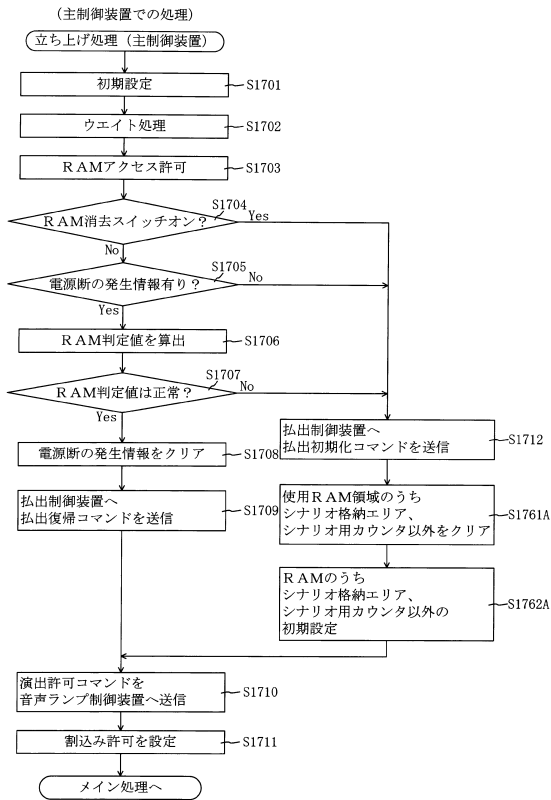 (主制御装置での処理)
立ち上げ処理(主制御装置)
初期設定
S1701
ウエイト処理
S1702
RAMアクセス許可
S1703
RAM消去スイッチオン?
S1704
Yes
No
電源断の発生情報有り?
S1705
No
Yes
RAM判定値を算出
S1706
RAM判定値は正常?
S1707
No
Yes
電源断の発生情報をクリア
S1708
払出制御装置へ
払出復帰コマンドを送信
S1709
払出制御装置へ
払出初期化コマンドを送信
S1712
使用RAM領域のうち
シナリオ格納エリア、
シナリオ用カウンタ以外をクリア
S1761A
RAMのうち
シナリオ格納エリア、
シナリオ用カウンタ以外の
初期設定
S1762A
演出許可コマンドを
音声ランプ制御装置へ送信
S1710
割込み許可を設定
S1711
メイン処理へ